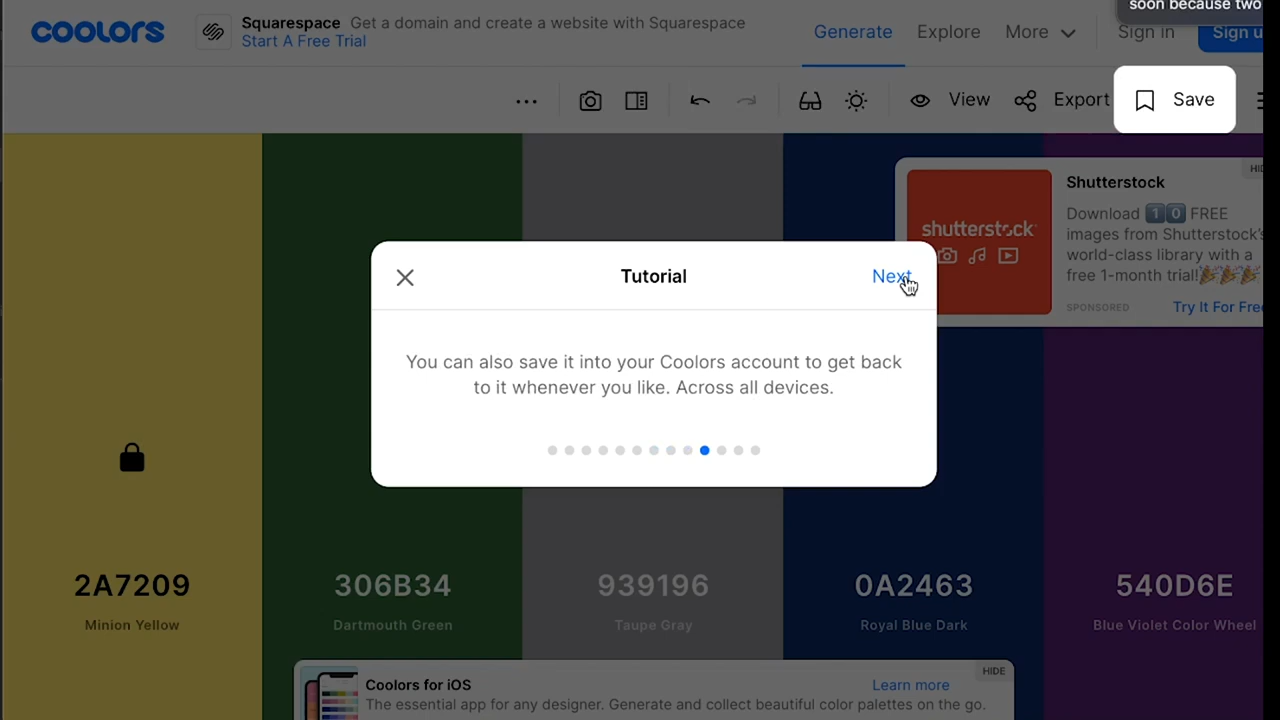 soon because two
coolors
Squarespace Get a domain and create a website with Squarespace
Start A Free Trial
Generate
Explore
More
Sign in
Sign u
View
Export
Save
HID
Shutterstock
Download 10 FREE
images from Shutterstock's
world-class library with a
free 1-month trial!🎉🎉🎉
SPONSORED
Try It For Free
shutterstock
Tutorial
Next
You can also save it into your Coolors account to get back
to it whenever you like. Across all devices.
2A7209
Minion Yellow
306B34
Dartmouth Green
939196
Taupe Gray
0A2463
Royal Blue Dark
540D6E
Blue Violet Color Wheel
Coolors for iOS
Learn more
HIDE
The essential app for any designer. Generate and collect beautiful color palettes on the go.